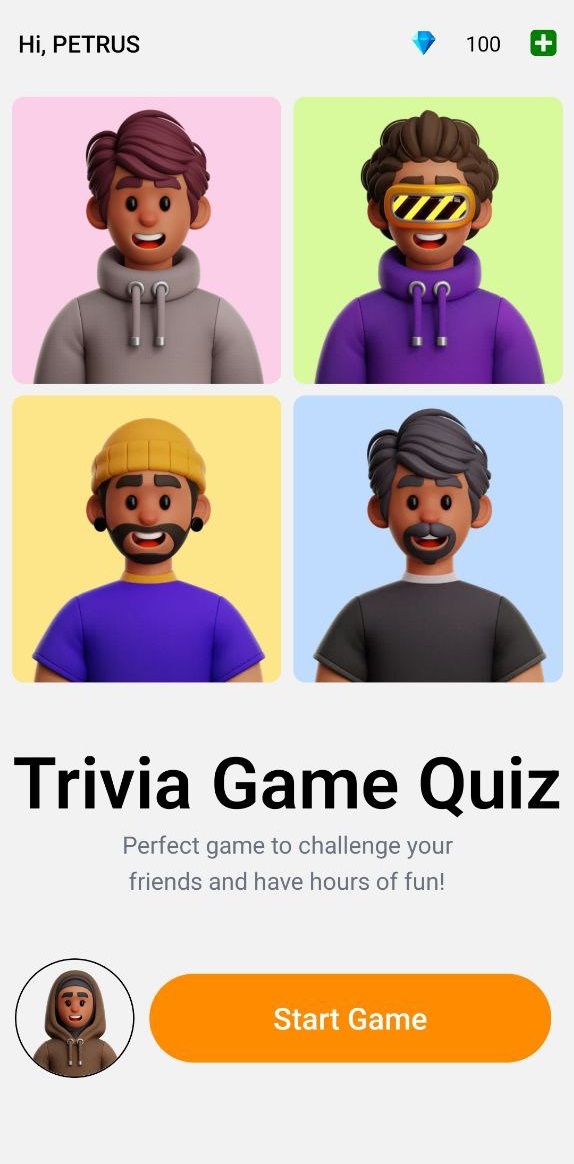 Hi, PETRUS
100
Trivia Game Quiz
Perfect game to challenge your
friends and have hours of fun!
Start Game